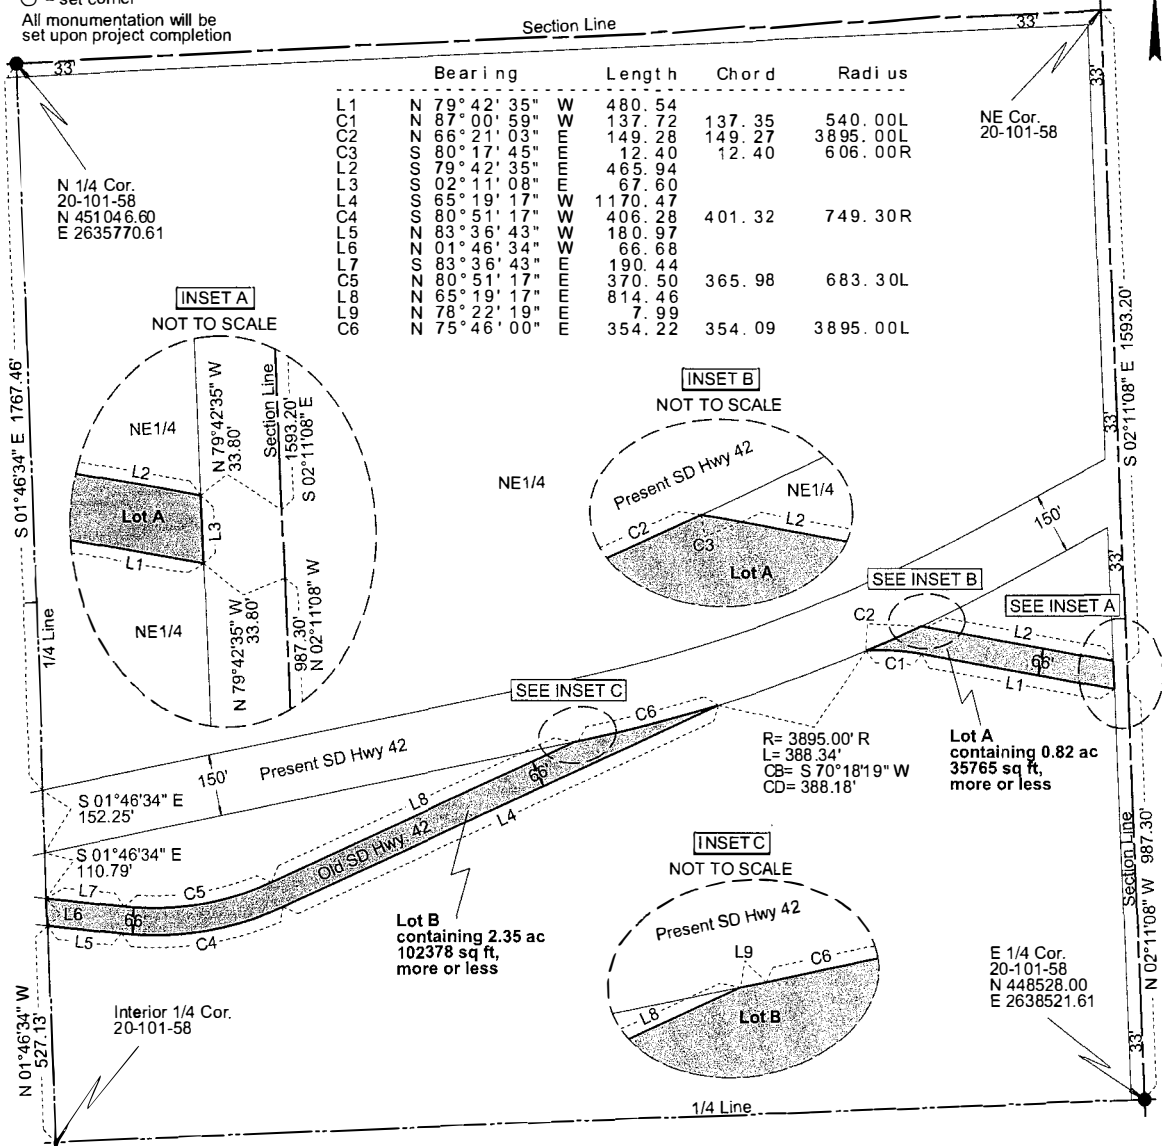 = set corner
All monumentation will be
set upon project completion
Section Line
33'
33'
33'
Bearing Length Chord Radius
L1 N 79°42'35" W 480.54
C1 N 87°00'59" W 137.72 137.35 540.00L
C2 N 66°21'03" E 149.28 149.27 3895.00L
C3 S 80°17'45" E 12.40 12.40 606.00R
L2 S 79°42'35" E 465.94
L3 S 02°11'08" E 67.60
L4 S 65°19'17" W 1170.47
C4 S 80°51'17" W 406.28 401.32 749.30R
L5 N 83°36'43" W 180.97
L6 N 01°46'34" W 66.68
L7 S 83°36'43" E 190.44
C5 N 80°51'17" E 370.50 365.98 683.30L
L8 N 65°19'17" E 814.46
L9 N 78°22'19" E 7.99
C6 N 75°46'00" E 354.22 354.09 3895.00L
NE Cor.
20-101-58
N 1/4 Cor.
20-101-58
N 451046.60
E 2635770.61
S 01°46'34" E 1767.46'
1/4 Line
INSET A
NOT TO SCALE
NE1/4
N 79°42'35" W
33.80'
Section Line
1593.20'
S 02°11'08" E
L2
Lot A
L3
L1
NE1/4
N 79°42'35" W
33.80'
987.30'
N 02°11'08" W
INSET B
NOT TO SCALE
Present SD Hwy 42
NE1/4
C2
C3
L2
Lot A
NE1/4
S 02°11'08" E 1593.20'
33'
150'
33'
SEE INSET B
SEE INSET A
C2
L2
C1
66'
L1
SEE INSET C
C6
Present SD Hwy 42
150'
R= 3895.00' R
L= 388.34'
CB= S 70°18'19" W
CD= 388.18'
Lot A
containing 0.82 ac
35765 sq ft,
more or less
S 01°46'34" E
152.25'
S 01°46'34" E
110.79'
L8
66'
L4
Old SD Hwy. 42
L7
C5
L6
66'
L5
C4
Lot B
containing 2.35 ac
102378 sq ft,
more or less
INSET C
NOT TO SCALE
Present SD Hwy 42
L9
C6
L8
Lot B
Section Line
N 02°11'08" W 987.30'
E 1/4 Cor.
20-101-58
N 448528.00
E 2638521.61
33'
Interior 1/4 Cor.
20-101-58
N 01°46'34" W
527.13'
1/4 Line